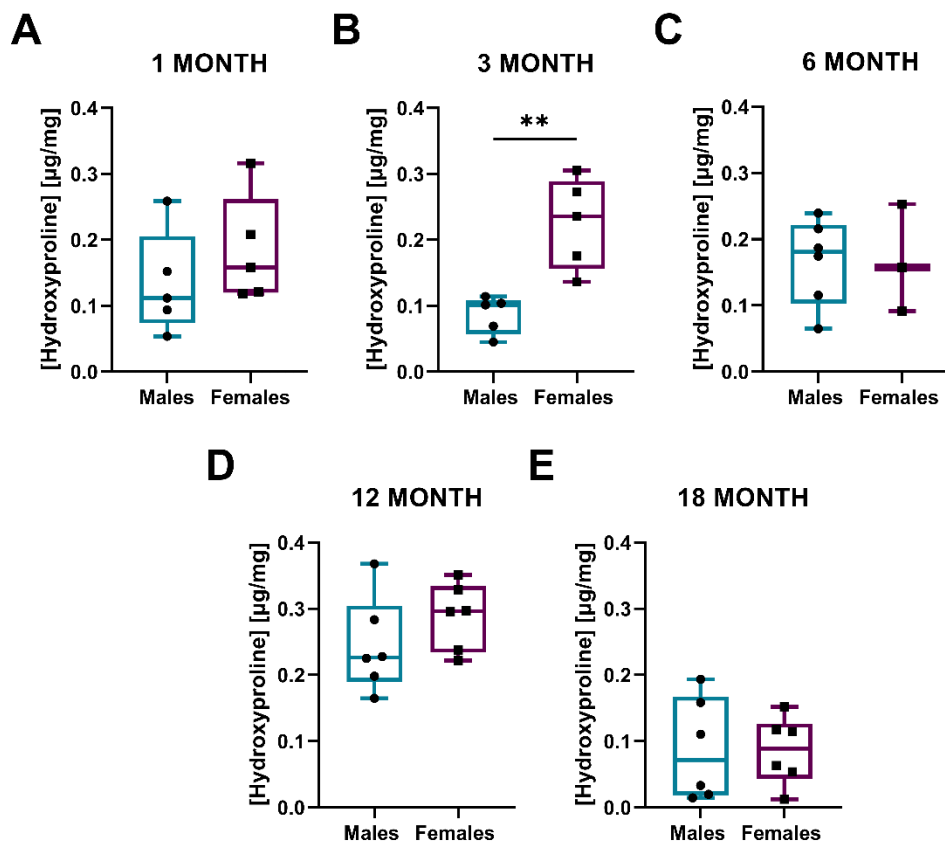 A
1 MONTH
[Hydroxyproline] [µg/mg]
0.4
0.3
0.2
0.1
0.0
Males Females
B
3 MONTH
[Hydroxyproline] [µg/mg]
0.4
0.3
0.2
0.1
0.0
**
Males Females
C
6 MONTH
[Hydroxyproline] [µg/mg]
0.4
0.3
0.2
0.1
0.0
Males Females
D
12 MONTH
[Hydroxyproline] [µg/mg]
0.4
0.3
0.2
0.1
0.0
Males Females
E
18 MONTH
[Hydroxyproline] [µg/mg]
0.4
0.3
0.2
0.1
0.0
Males Females